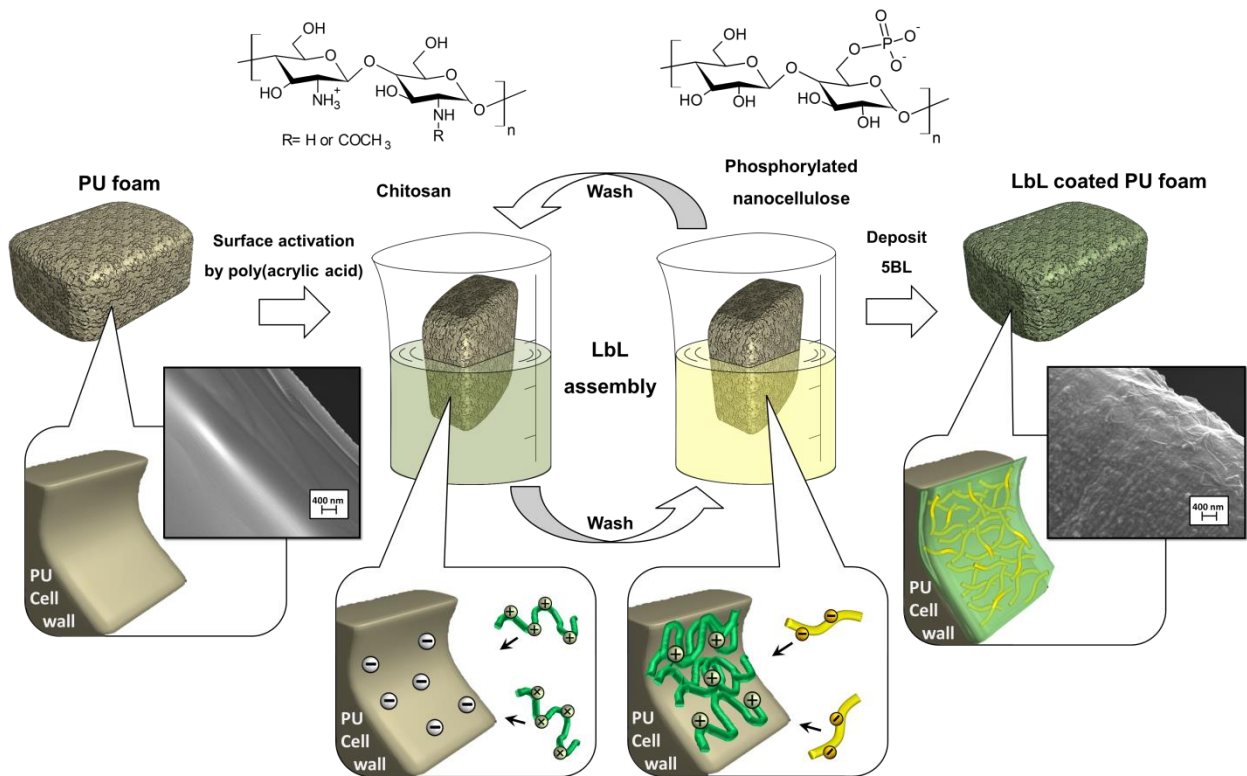 OH
O
HO
NH3+
O
OH
O
HO
NH
R
O
n
R= H or COCH3
OH
O
HO
OH
O
O
P
O
O-
O-
O
HO
OH
O
n
PU foam
Surface activation
by poly(acrylic acid)
Chitosan
Wash
Phosphorylated
nanocellulose
LbL
assembly
Wash
Deposit
5BL
LbL coated PU foam
400 nm
PU
Cell
wall
PU
Cell
wall
PU
Cell
wall
400 nm
PU
Cell
wall